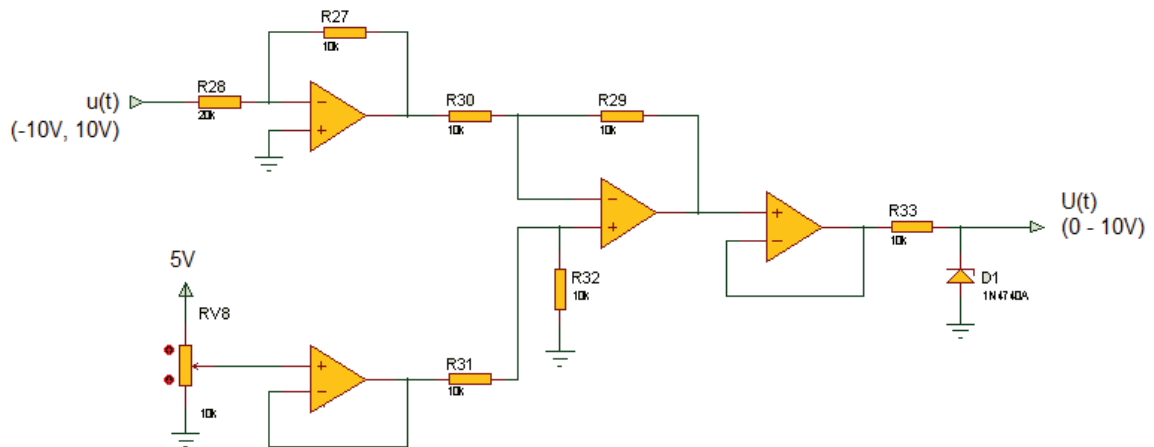 R27
10k
R28
20k
u(t)
(-10V, 10V)
R30
10k
R29
10k
U(t)
(0 - 10V)
R33
10k
D1
1N4740A
R32
10k
5V
RV8
10k
R31
10k